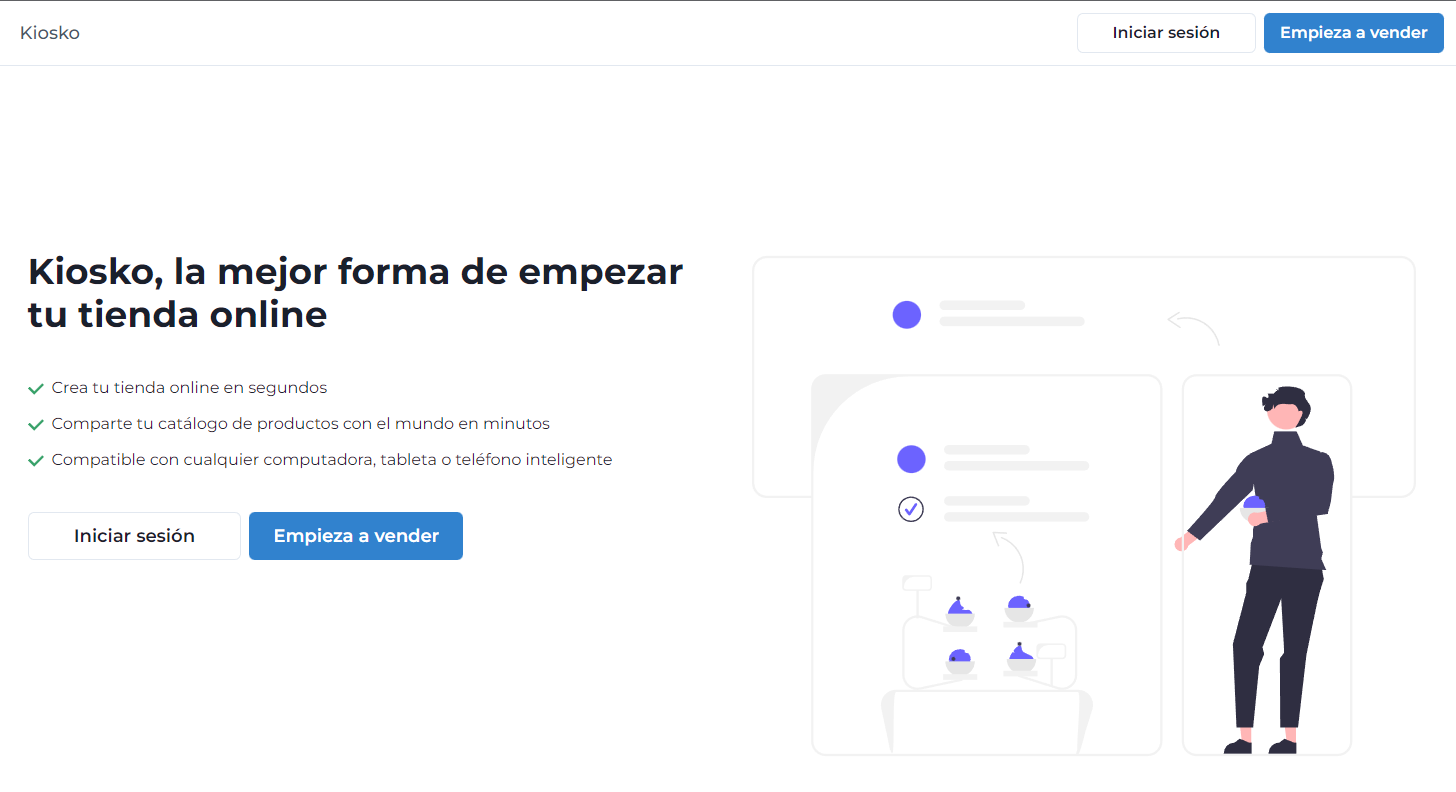 Kiosko
Iniciar sesión
Empieza a vender
Kiosko, la mejor forma de empezar
tu tienda online
Crea tu tienda online en segundos
Comparte tu catálogo de productos con el mundo en minutos
Compatible con cualquier computadora, tableta o teléfono inteligente
Iniciar sesión
Empieza a vender